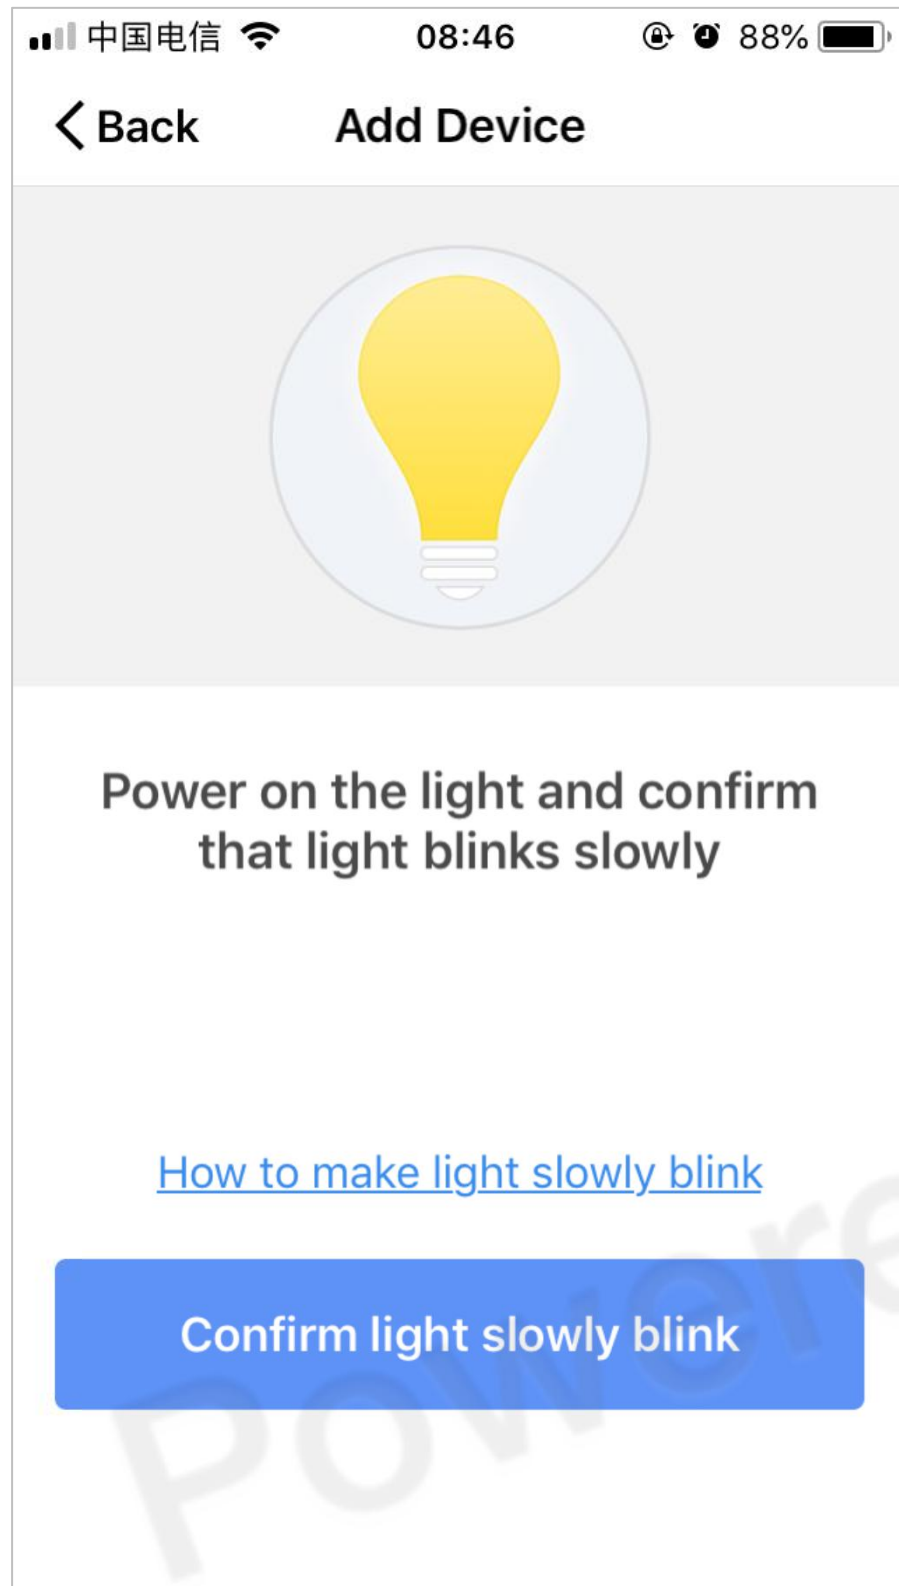 中国电信 08:46 88%
Back Add Device
Power on the light and confirm
that light blinks slowly
How to make light slowly blink
Confirm light slowly blink
Powere